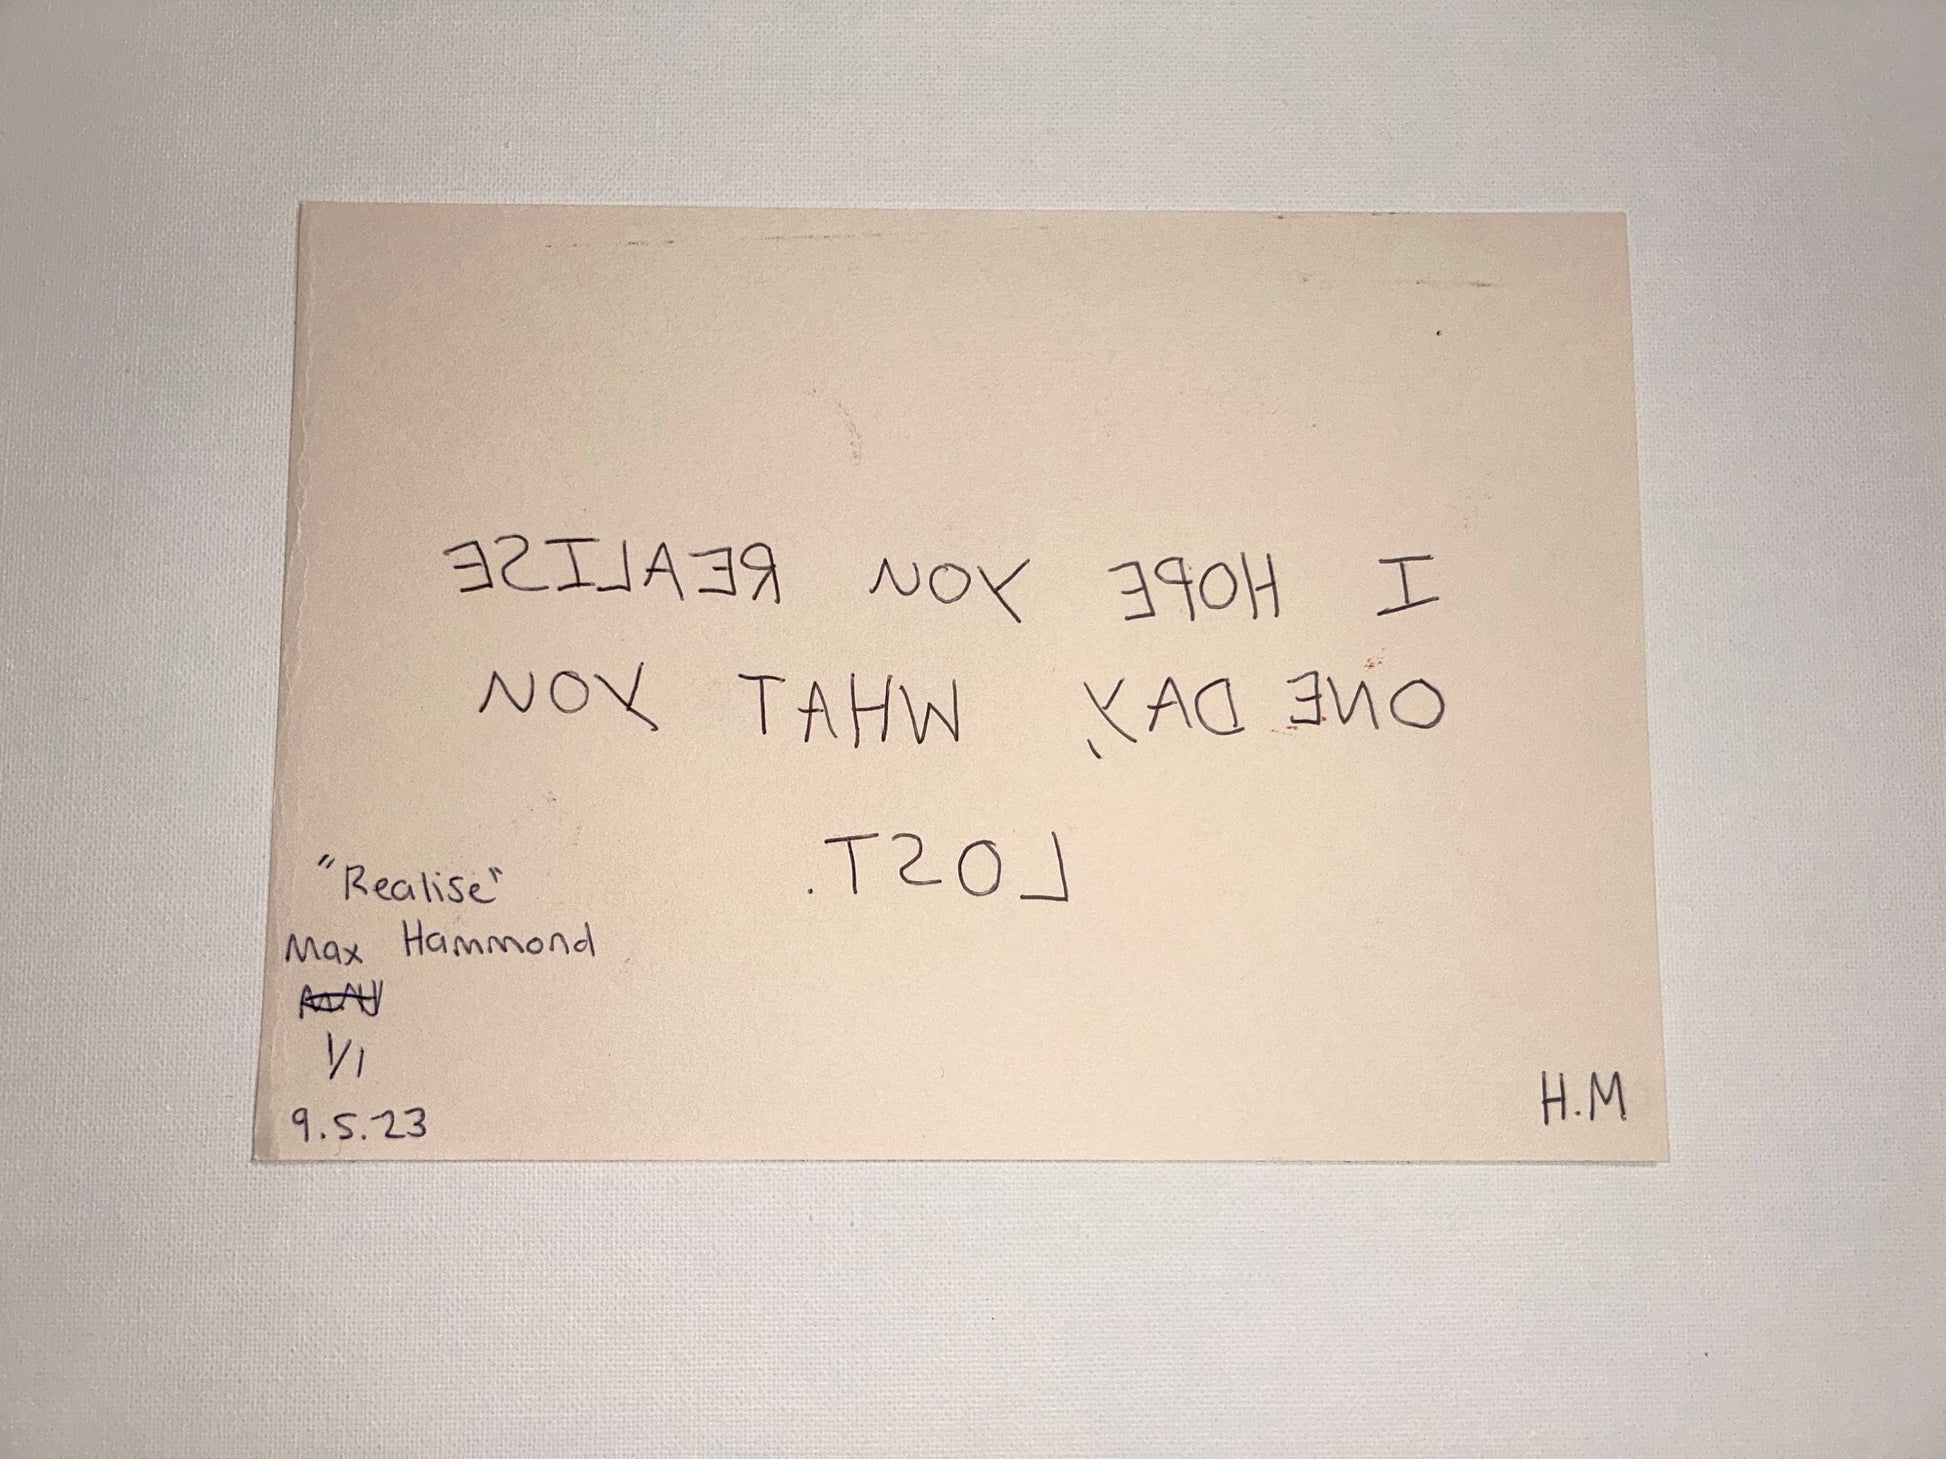 I HOPE YOU REALISE
ONE DAY, WHAT YOU
LOST.
"Realise"
Max Hammond
1/1
9.5.23
H.M